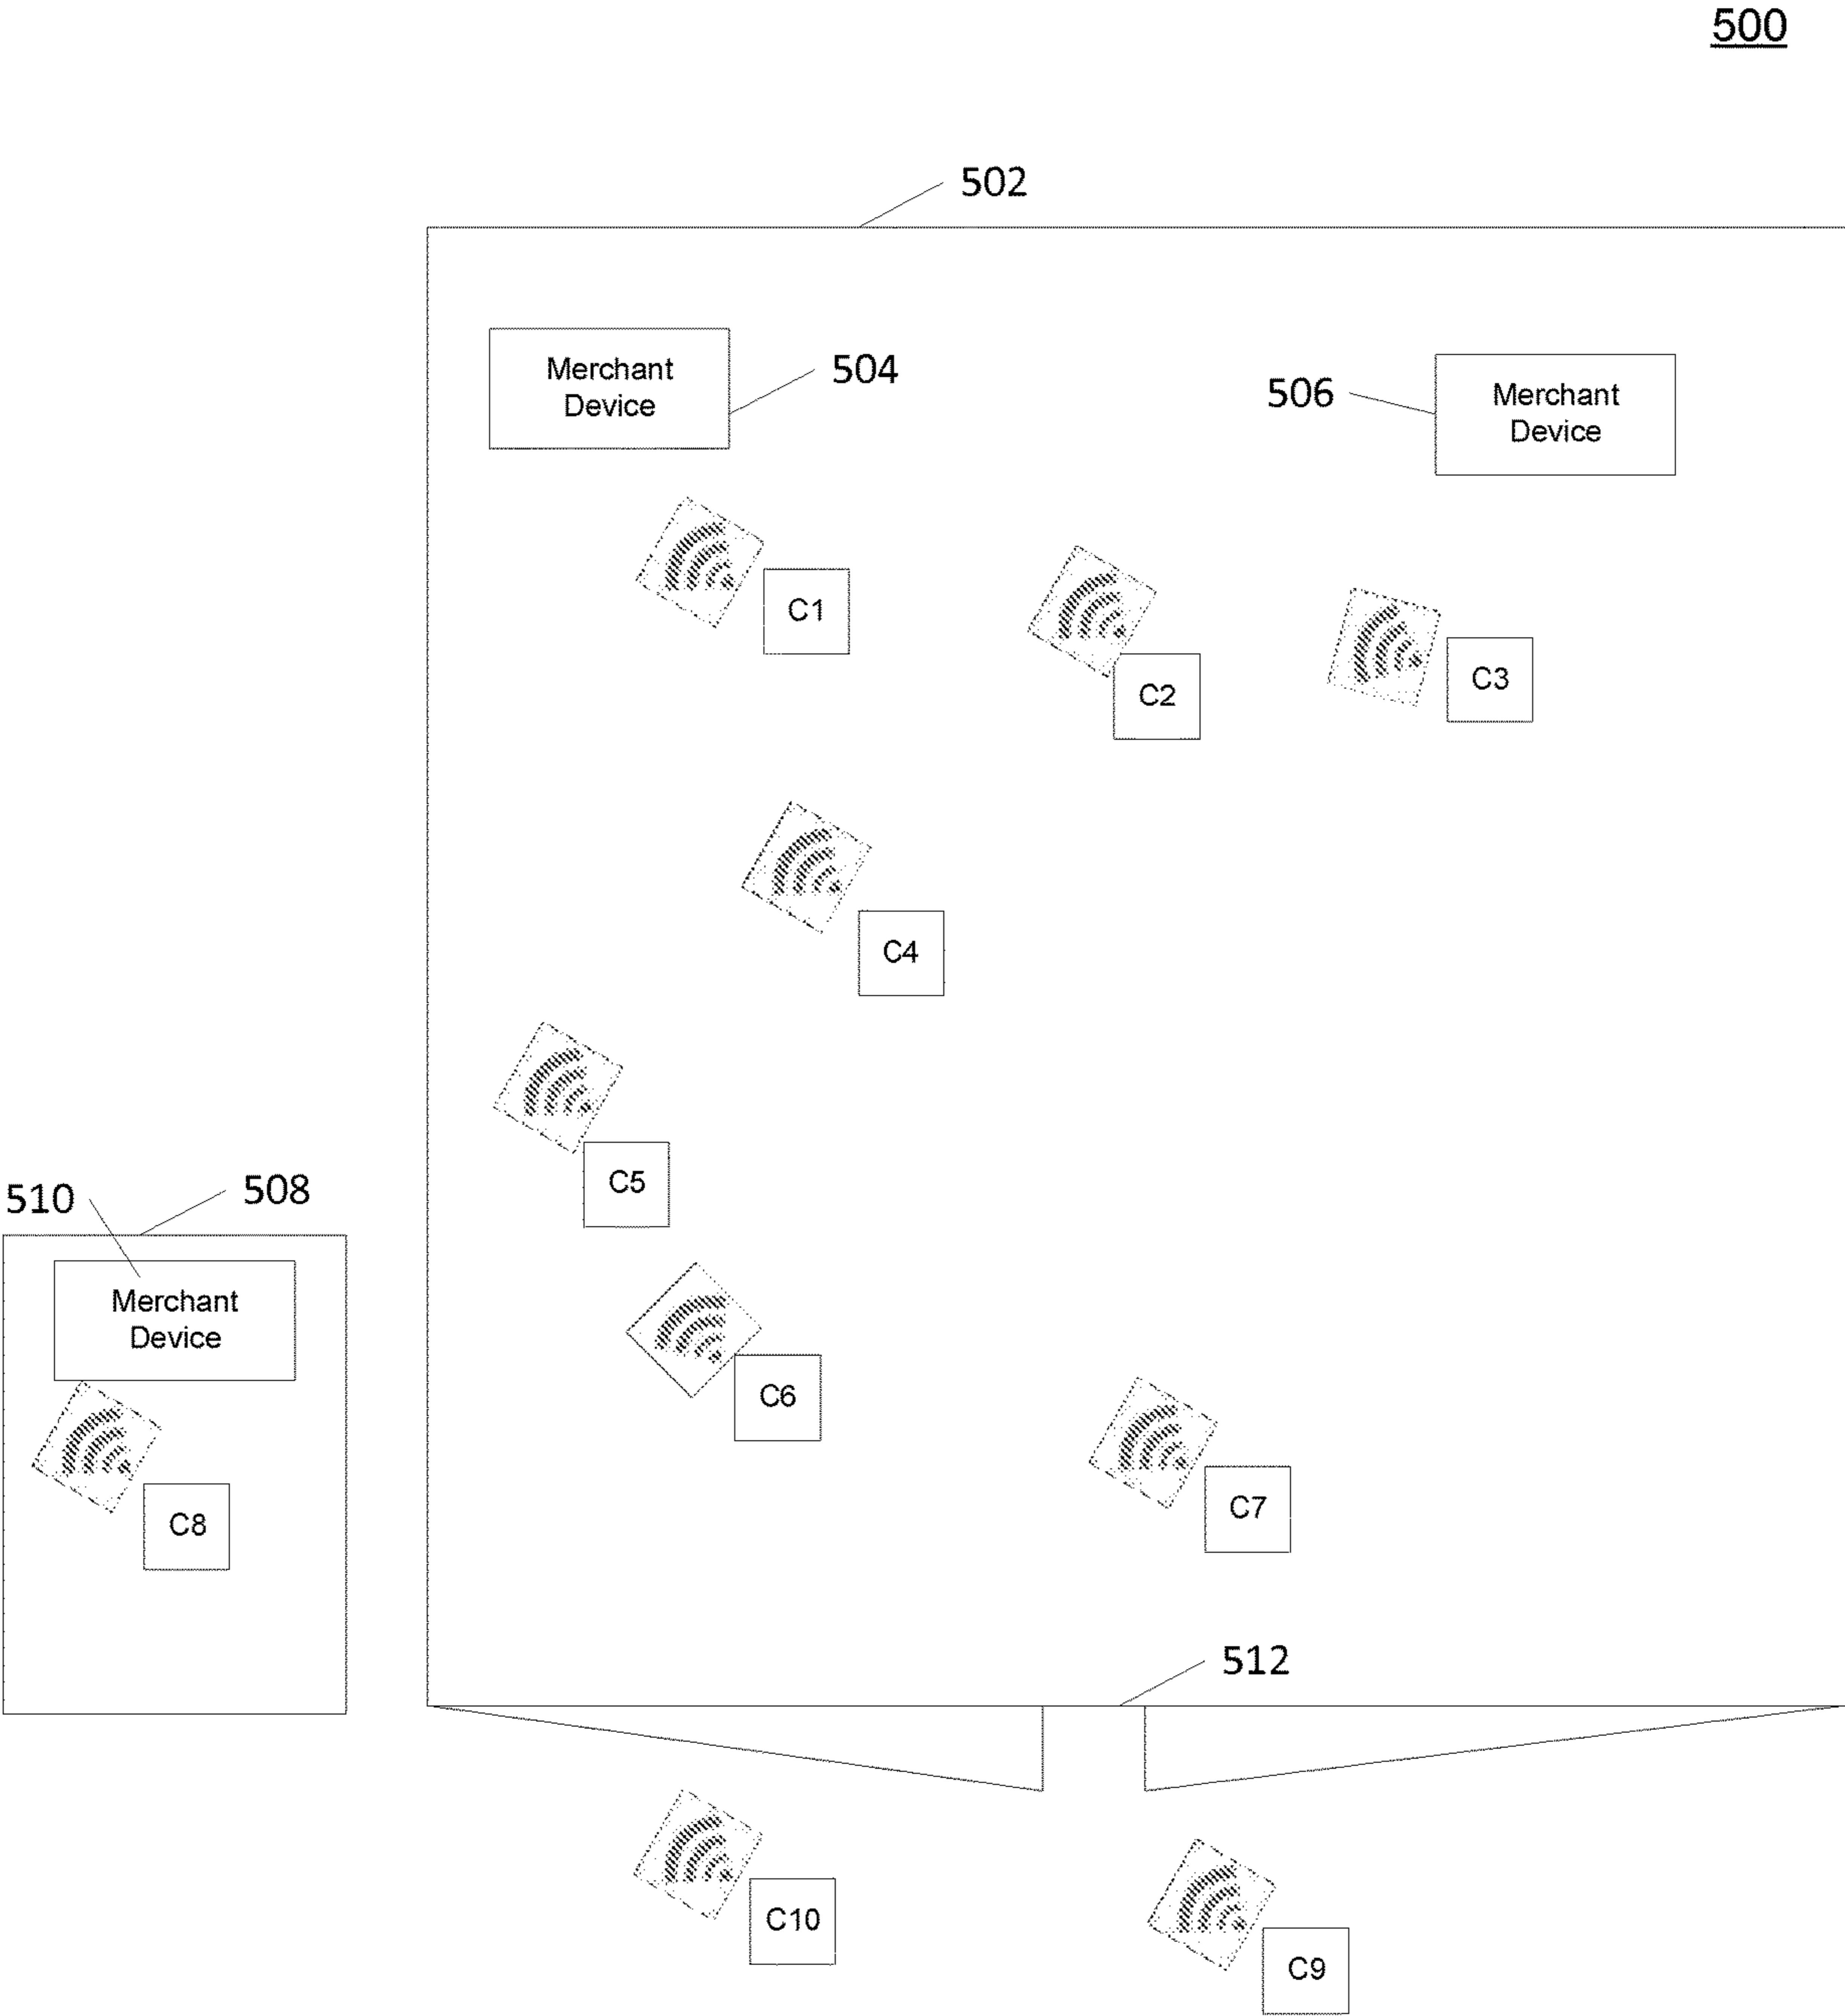 500
502
Merchant
Device
504
506
Merchant
Device
C1
C2
C3
C4
C5
510
508
Merchant
Device
C6
C7
C8
512
C10
C9